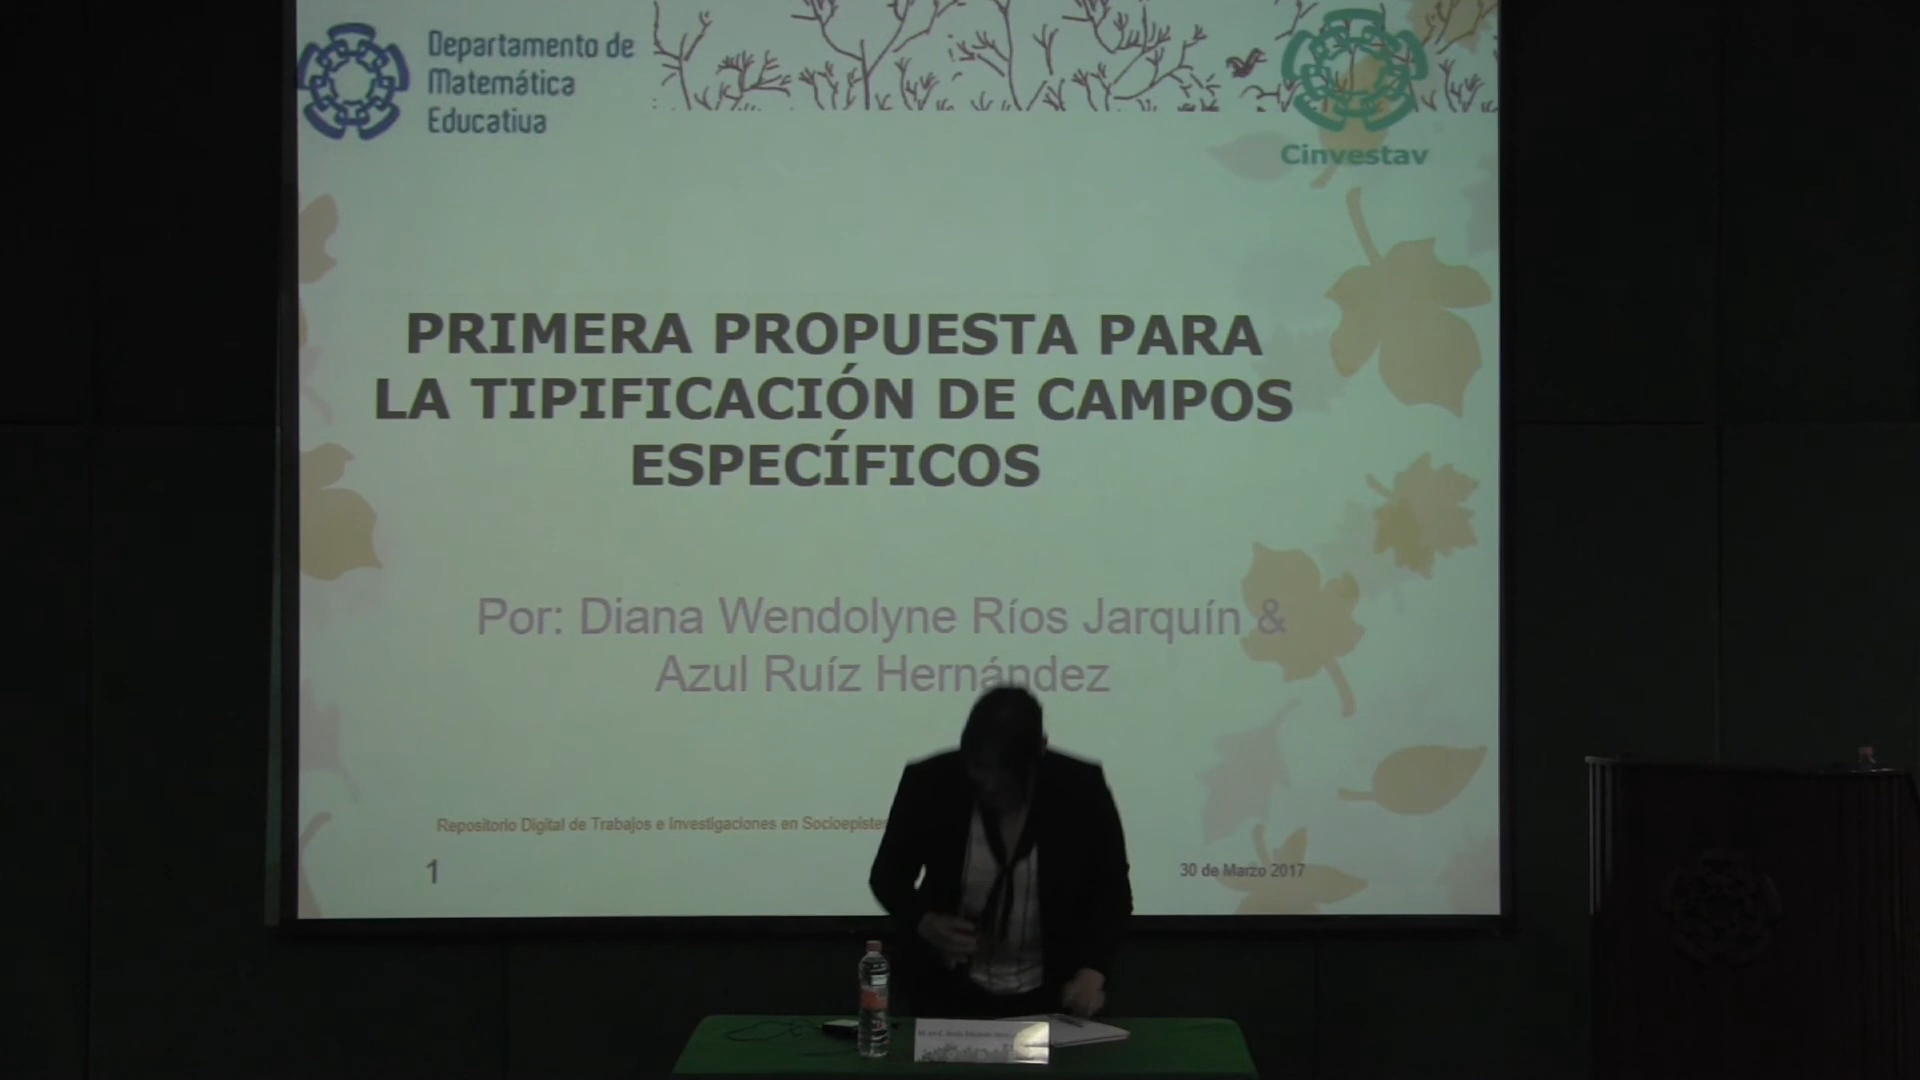 Departamento de
Matemática
Educativa
Cinvestav
PRIMERA PROPUESTA PARA
LA TIPIFICACIÓN DE CAMPOS
ESPECÍFICOS
Por: Diana Wendolyne Ríos Jarquín &
Azul Ruíz Hernández
Repositorio Digital de Trabajos e Investigaciones en
1
30 de Marzo 2017